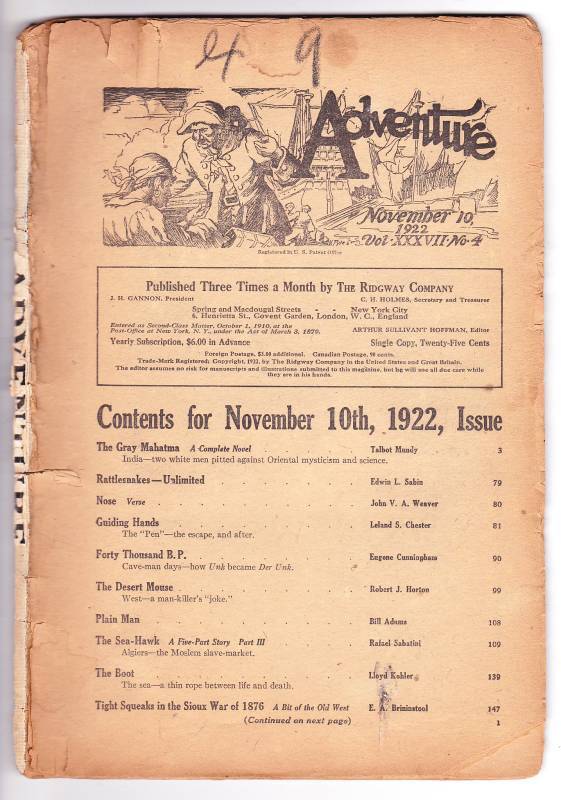 4 9
Adventure
November 10,
1922
Vol·XXXVII·No·4
Registered in U. S. Patent Office
Published Three Times a Month by THE RIDGWAY COMPANY
J. H. GANNON, President C. H. HOLMES, Secretary and Treasurer
Spring and Macdougal Streets - - New York City
6, Henrietta St., Covent Garden, London, W. C., England
Entered as Second-Class Matter, October 1, 1910, at the
Post-Office at New York, N. Y., under the Act of March 3, 1879. ARTHUR SULLIVANT HOFFMAN, Editor
Yearly Subscription, $6.00 in Advance Single Copy, Twenty-Five Cents
Foreign Postage, $3.00 additional. Canadian Postage, 90 cents.
Trade-Mark Registered; Copyright, 1922, by The Ridgway Company in the United States and Great Britain.
The editor assumes no risk for manuscripts and illustrations submitted to this magazine, but he will use all due care while
they are in his hands.
Contents for November 10th, 1922, Issue
The Gray Mahatma A Complete Novel . . . . Talbot Mundy . . 3
India—two white men pitted against Oriental mysticism and science.
Rattlesnakes—Unlimited . . . . . . Edwin L. Sabin 79
Nose Verse . . . . . . . John V. A. Weaver 80
Guiding Hands . . . . . . . Leland S. Chester 81
The "Pen"—the escape, and after.
Forty Thousand B.P. . . . . . . Eugene Cunningham 90
Cave-man days—how Unk became Der Unk.
The Desert Mouse . . . . . . . Robert J. Horton 99
West—a man-killer's "joke."
Plain Man . . . . . . . . Bill Adams 108
The Sea-Hawk A Five-Part Story Part III . . . Rafael Sabatini 109
Algiers—the Moslem slave-market.
The Boot . . . . . . . . Lloyd Kohler 139
The sea—a thin rope between life and death.
Tight Squeaks in the Sioux War of 1876 A Bit of the Old West E. A. Brininstool 147
(Continued on next page) 1
ADVENTURE